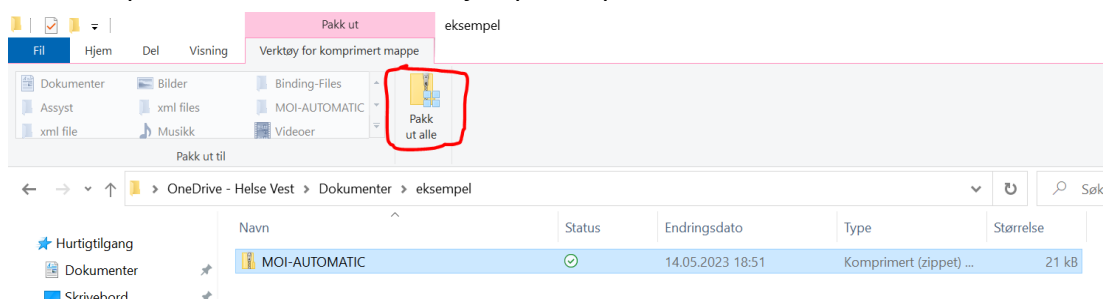 Pakk ut eksempel
Fil Hjem Del Visning Verktøy for komprimert mappe
Dokumenter Bilder Binding-Files
Assyst xml files MOI-AUTOMATIC
xml file Musikk Videoer
Pakk
ut alle
Pakk ut til
OneDrive - Helse Vest > Dokumenter > eksempel Søk
Navn Status Endringsdato Type Størrelse
Hurtigtilgang
MOI-AUTOMATIC 14.05.2023 18:51 Komprimert (zippet) ... 21 kB
Dokumenter
Skrivebord